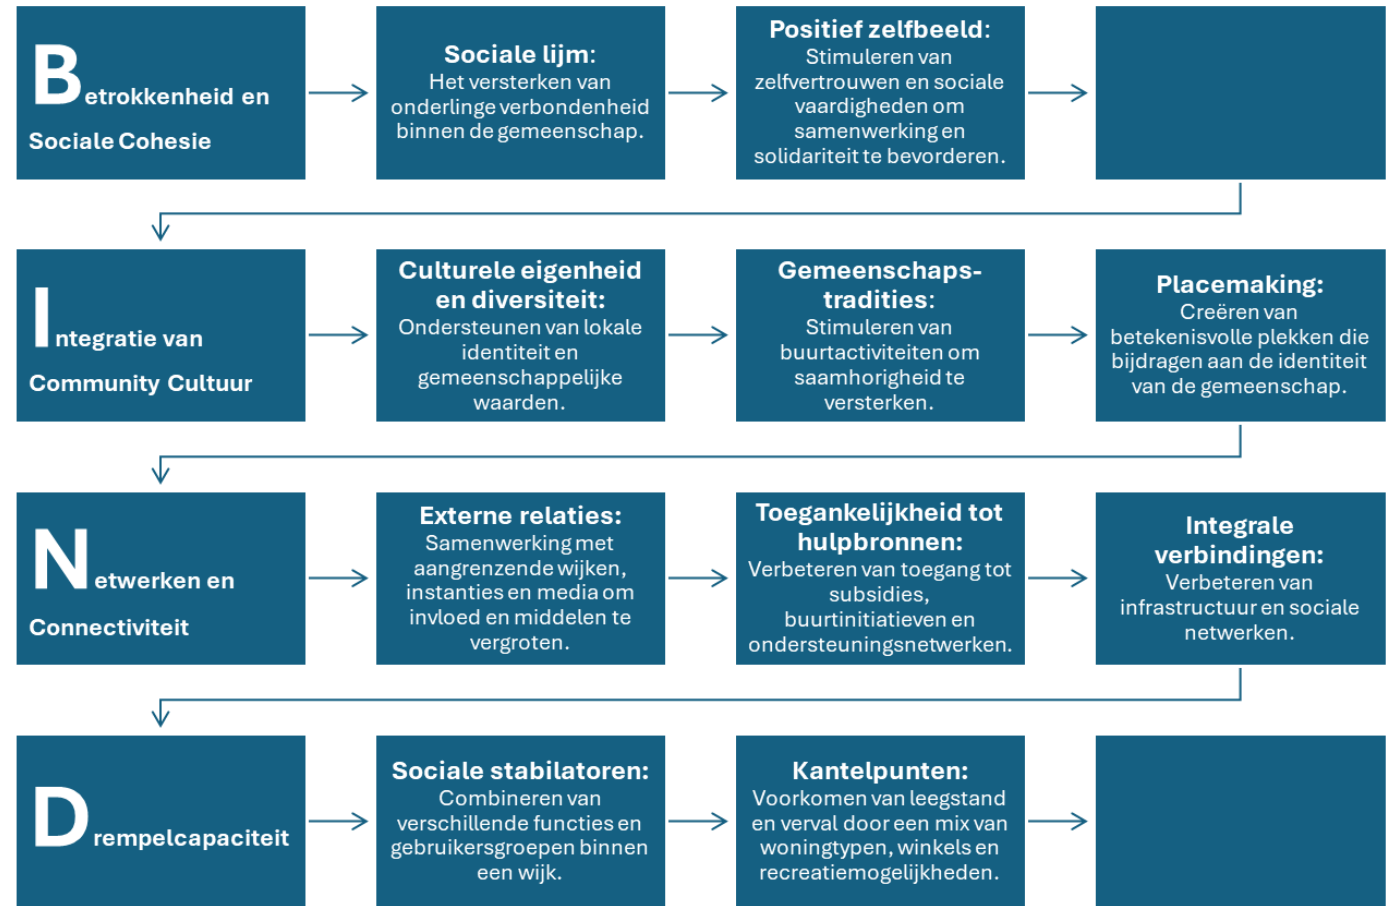 Betrokkenheid en
Sociale Cohesie
Sociale lijm:
Het versterken van
onderlinge verbondenheid
binnen de gemeenschap.
Positief zelfbeeld:
Stimuleren van
zelfvertrouwen en sociale
vaardigheden om
samenwerking en
solidariteit te bevorderen.
Integratie van
Community Cultuur
Culturele eigenheid
en diversiteit:
Ondersteunen van lokale
identiteit en
gemeenschappelijke
waarden.
Gemeenschaps-
tradities:
Stimuleren van
buurtactiviteiten om
saamhorigheid te
versterken.
Placemaking:
Creëren van
betekenisvolle plekken die
bijdragen aan de identiteit
van de gemeenschap.
Netwerken en
Connectiviteit
Externe relaties:
Samenwerking met
aangrenzende wijken,
instanties en media om
invloed en middelen te
vergroten.
Toegankelijkheid tot
hulpbronnen:
Verbeteren van toegang tot
subsidies,
buurtinitiatieven en
ondersteuningsnetwerken.
Integrale
verbindingen:
Verbeteren van
infrastructuur en sociale
netwerken.
Drempelcapaciteit
Sociale stabilatoren:
Combineren van
verschillende functies en
gebruikersgroepen binnen
een wijk.
Kantelpunten:
Voorkomen van leegstand
en verval door een mix van
woningtypen, winkels en
recreatiemogelijkheden.